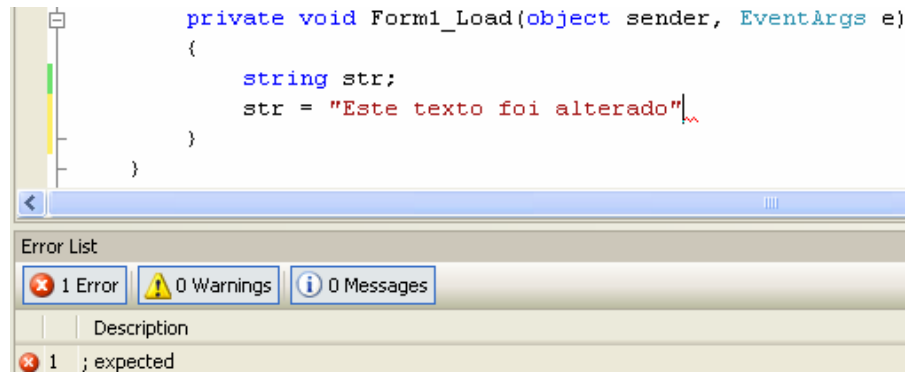 private void Form1_Load(object sender, EventArgs e)
{
string str;
str = "Este texto foi alterado"
}
}
Error List
1 Error 0 Warnings 0 Messages
Description
1 ; expected